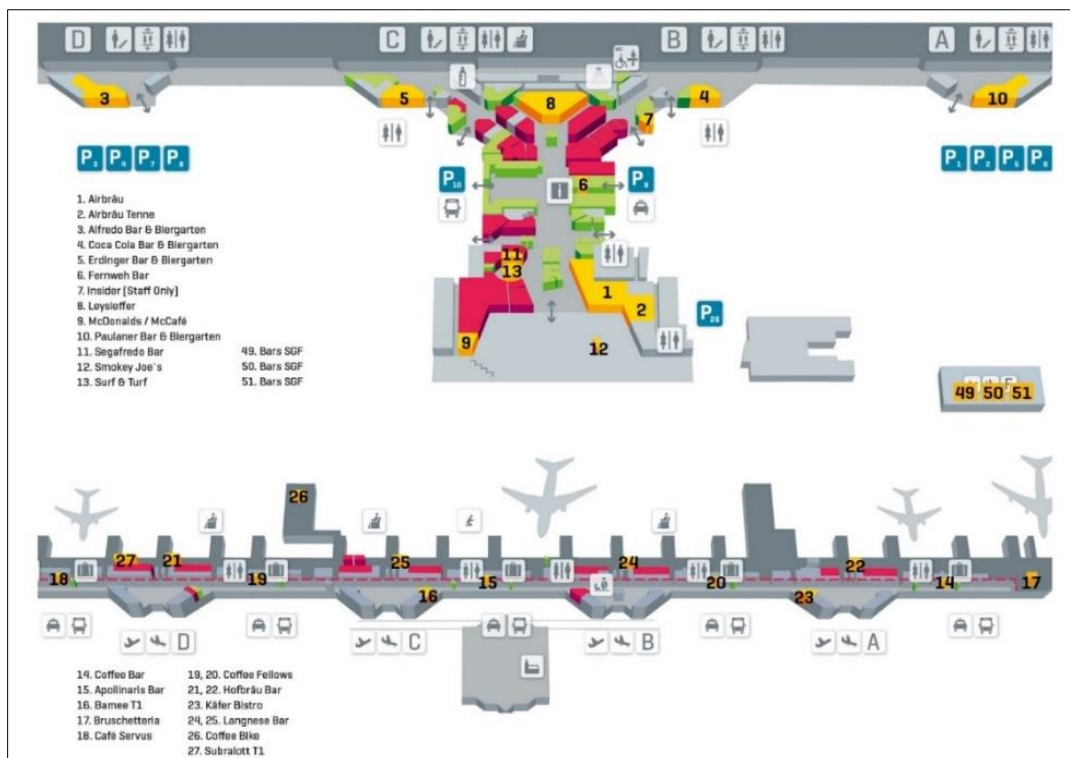 D C B A
WC
3 5 8 4 10
7
P3 P4 P7 P8
P10 6 P9
P1 P2 P5 P6
1. Airbräu
2. Airbräu Tenne
3. Alfredo Bar & Biergarten
4. Coca Cola Bar & Biergarten
5. Erdinger Bar & Biergarten
6. Fernweh Bar
7. Insider (Staff Only)
8. Leysieffer
9. McDonalds / McCafé
10. Paulaner Bar & Biergarten
11. Segafredo Bar
12. Smokey Joe´s
13. Surf & Turf
49. Bars SGF
50. Bars SGF
51. Bars SGF
11
13
1
2
P26
9
12
F
49 50 51
26
27 21 25 24 22
18 19 15 20 14 17
16 23
D C B A
14. Coffee Bar
15. Apollinaris Bar
16. Bamee T1
17. Bruschetteria
18. Café Servus
19, 20. Coffee Fellows
21, 22. Hofbräu Bar
23. Käfer Bistro
24, 25. Langnese Bar
26. Coffee Bike
27. Subralott T1